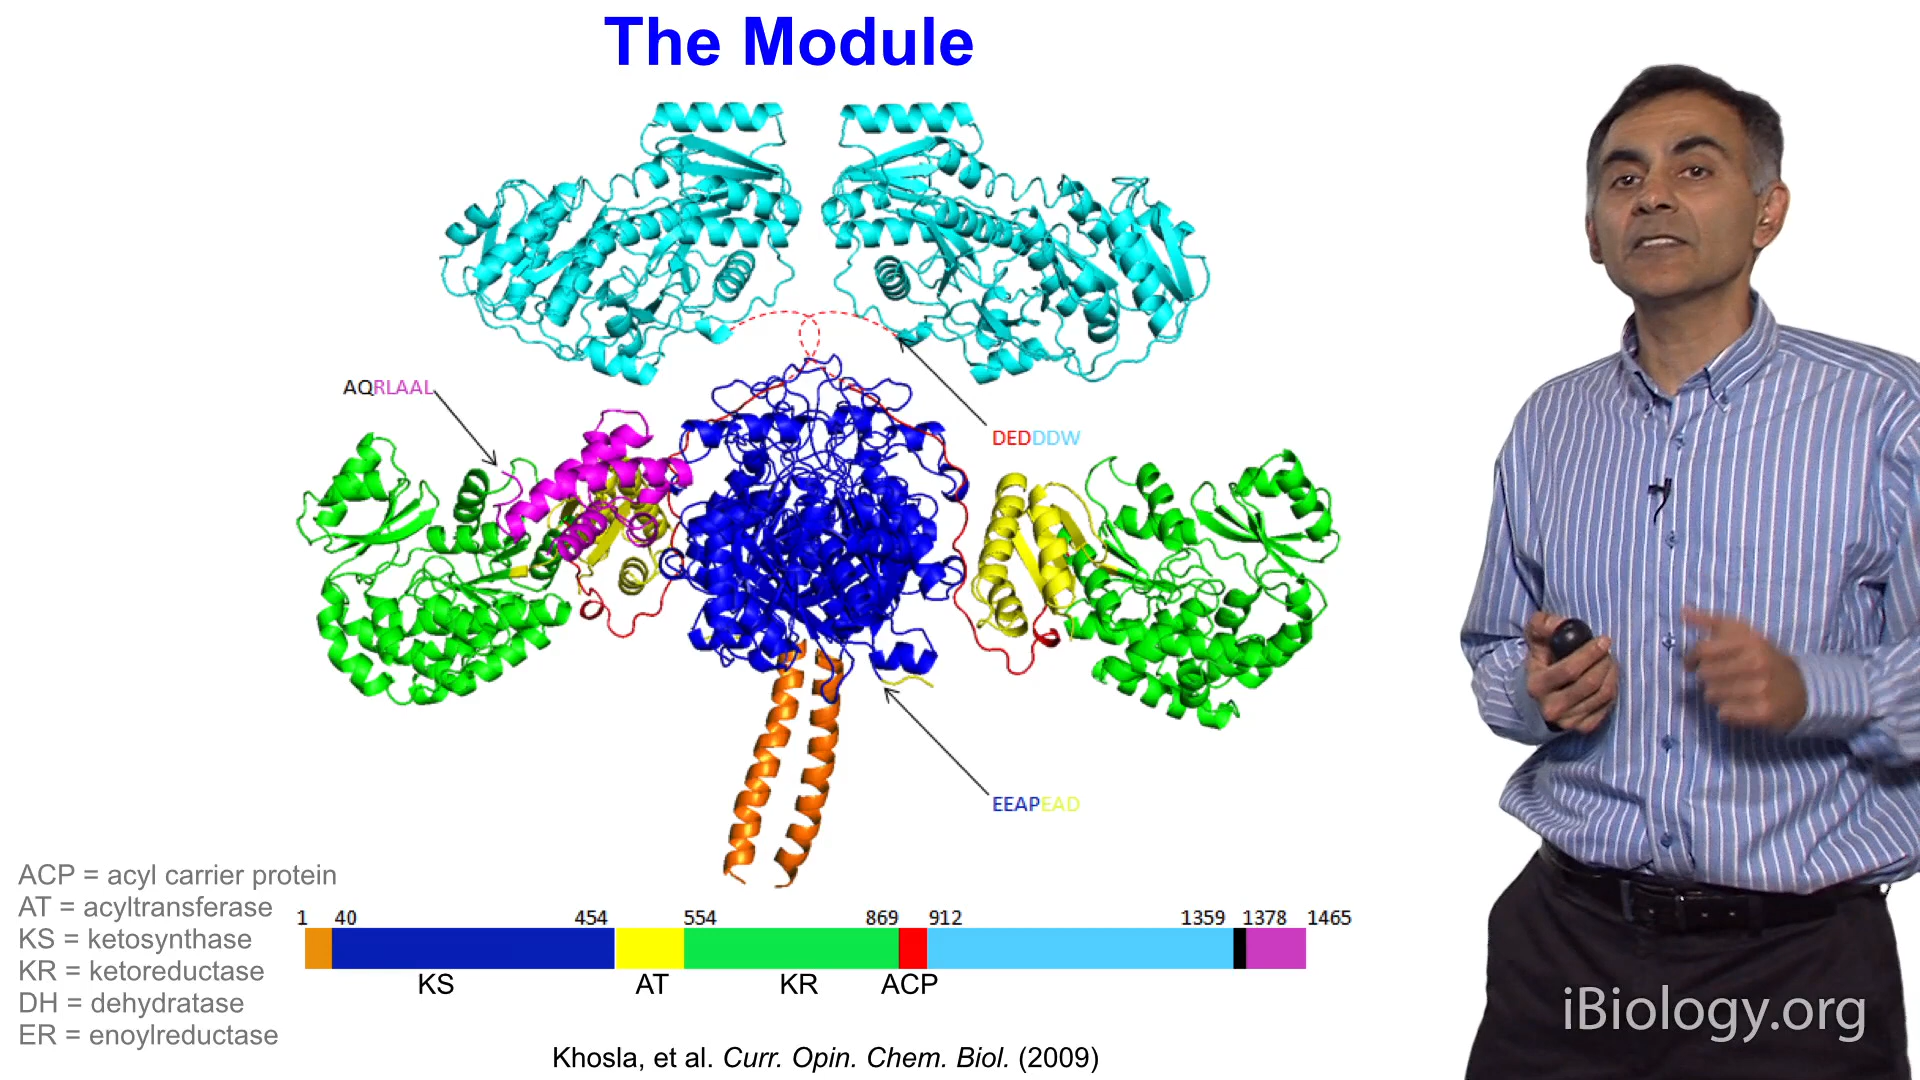 The Module
AQRLAAL
DEDDDDW
EEAPEAD
ACP = acyl carrier protein
AT = acyltransferase
KS = ketosynthase
KR = ketoreductase
DH = dehydratase
ER = enoylreductase
1 40 454 554 869 912 1359 1378 1465
KS AT KR ACP
Khosla, et al. Curr. Opin. Chem. Biol. (2009)
iBiology.org